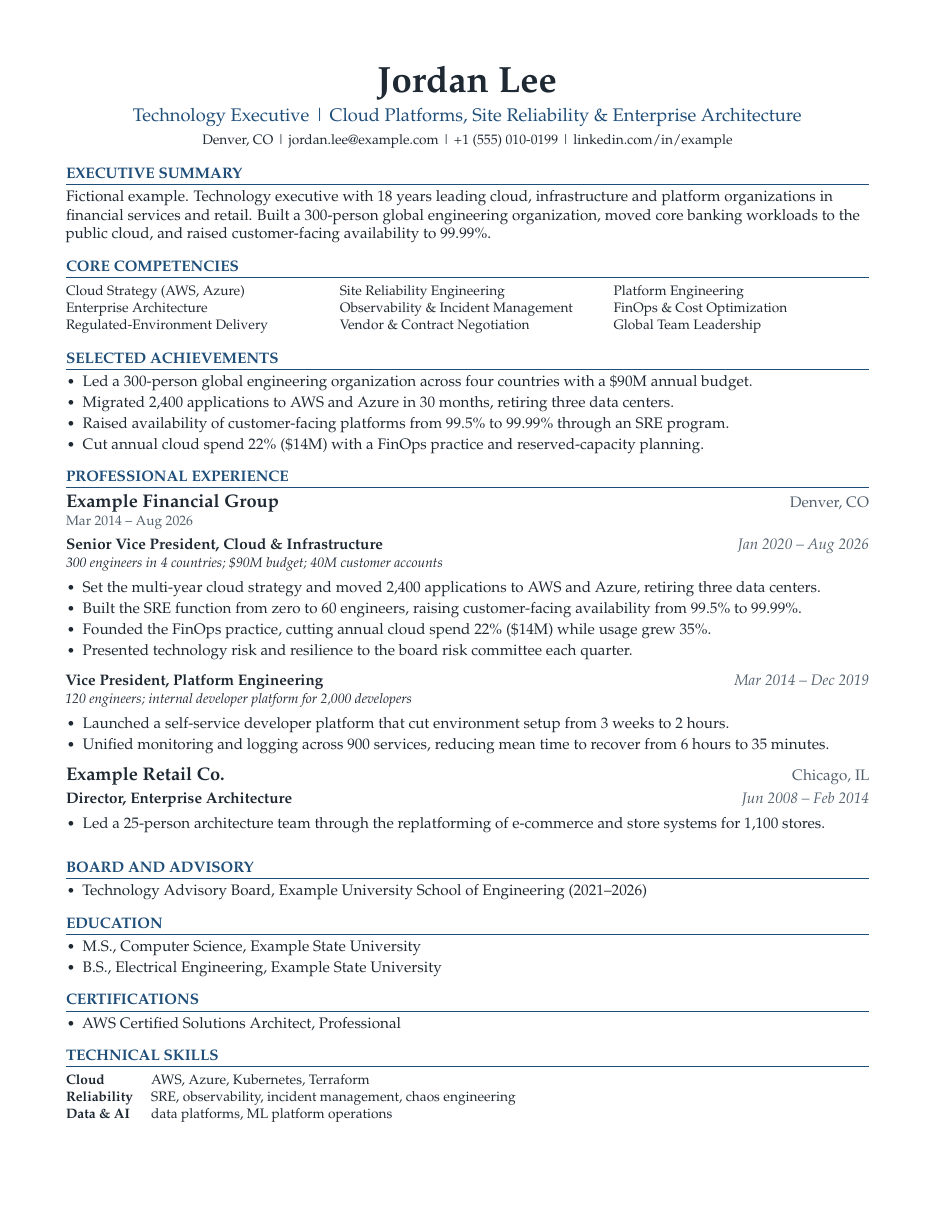 Jordan Lee
Technology Executive | Cloud Platforms, Site Reliability & Enterprise Architecture
Denver, CO | jordan.lee@example.com | +1 (555) 010-0199 | linkedin.com/in/example
EXECUTIVE SUMMARY
Fictional example. Technology executive with 18 years leading cloud, infrastructure and platform organizations in
financial services and retail. Built a 300-person global engineering organization, moved core banking workloads to the
public cloud, and raised customer-facing availability to 99.99%.
CORE COMPETENCIES
Cloud Strategy (AWS, Azure) Site Reliability Engineering Platform Engineering
Enterprise Architecture Observability & Incident Management FinOps & Cost Optimization
Regulated-Environment Delivery Vendor & Contract Negotiation Global Team Leadership
SELECTED ACHIEVEMENTS
• Led a 300-person global engineering organization across four countries with a $90M annual budget.
• Migrated 2,400 applications to AWS and Azure in 30 months, retiring three data centers.
• Raised availability of customer-facing platforms from 99.5% to 99.99% through an SRE program.
• Cut annual cloud spend 22% ($14M) with a FinOps practice and reserved-capacity planning.
PROFESSIONAL EXPERIENCE
Example Financial Group Denver, CO
Mar 2014 – Aug 2026
Senior Vice President, Cloud & Infrastructure Jan 2020 – Aug 2026
300 engineers in 4 countries; $90M budget; 40M customer accounts
• Set the multi-year cloud strategy and moved 2,400 applications to AWS and Azure, retiring three data centers.
• Built the SRE function from zero to 60 engineers, raising customer-facing availability from 99.5% to 99.99%.
• Founded the FinOps practice, cutting annual cloud spend 22% ($14M) while usage grew 35%.
• Presented technology risk and resilience to the board risk committee each quarter.
Vice President, Platform Engineering Mar 2014 – Dec 2019
120 engineers; internal developer platform for 2,000 developers
• Launched a self-service developer platform that cut environment setup from 3 weeks to 2 hours.
• Unified monitoring and logging across 900 services, reducing mean time to recover from 6 hours to 35 minutes.
Example Retail Co. Chicago, IL
Director, Enterprise Architecture Jun 2008 – Feb 2014
• Led a 25-person architecture team through the replatforming of e-commerce and store systems for 1,100 stores.
BOARD AND ADVISORY
• Technology Advisory Board, Example University School of Engineering (2021–2026)
EDUCATION
• M.S., Computer Science, Example State University
• B.S., Electrical Engineering, Example State University
CERTIFICATIONS
• AWS Certified Solutions Architect, Professional
TECHNICAL SKILLS
Cloud AWS, Azure, Kubernetes, Terraform
Reliability SRE, observability, incident management, chaos engineering
Data & AI data platforms, ML platform operations